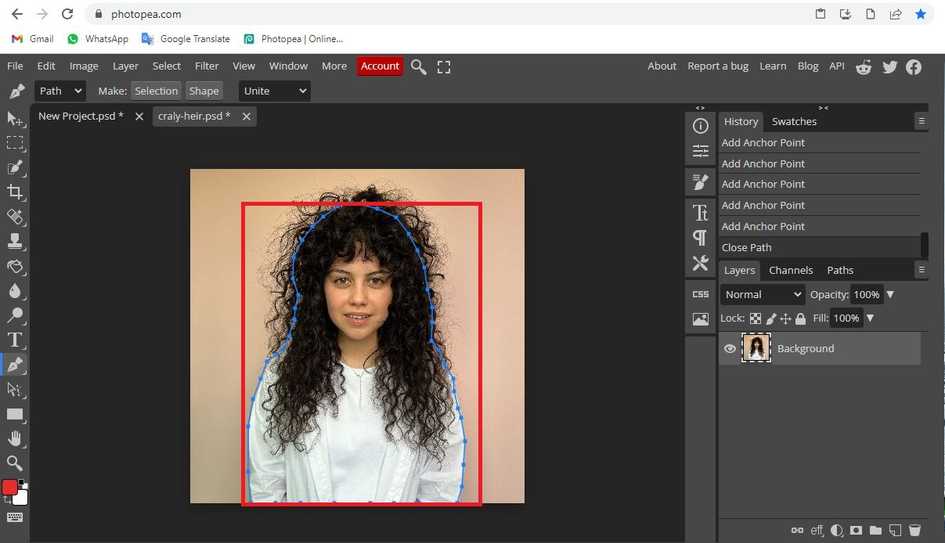 photopea.com
Gmail WhatsApp Google Translate Photopea | Online...
File Edit Image Layer Select Filter View Window More Account About Report a bug Learn Blog API
Path Make: Selection Shape Unite
New Project.psd * craly-heir.psd *
History Swatches
Add Anchor Point
Add Anchor Point
Add Anchor Point
Add Anchor Point
Add Anchor Point
Close Path
CSS
Layers Channels Paths
Normal Opacity: 100%
Lock: Fill: 100%
Background
eff